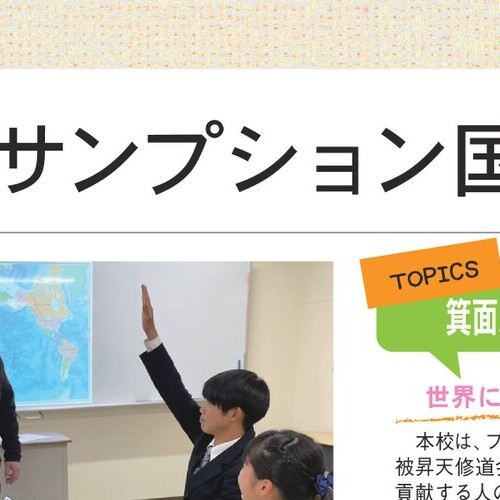 サンプション国
TOPICS
箕面
世界に
本校は、フ
被昇天修道会
貢献する人の